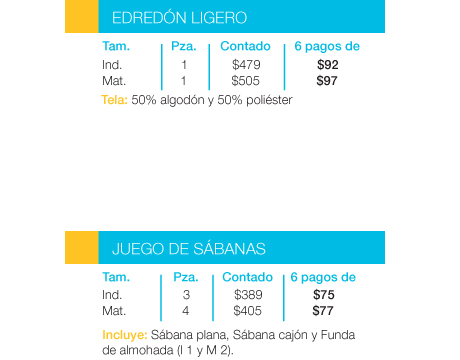 EDREDÓN LIGERO
Tam. Pza. Contado 6 pagos de
Ind. 1 $479 $92
Mat. 1 $505 $97
Tela: 50% algodón y 50% poliéster
JUEGO DE SÁBANAS
Tam. Pza. Contado 6 pagos de
Ind. 3 $389 $75
Mat. 4 $405 $77
Incluye: Sábana plana, Sábana cajón y Funda
de almohada (I 1 y M 2).